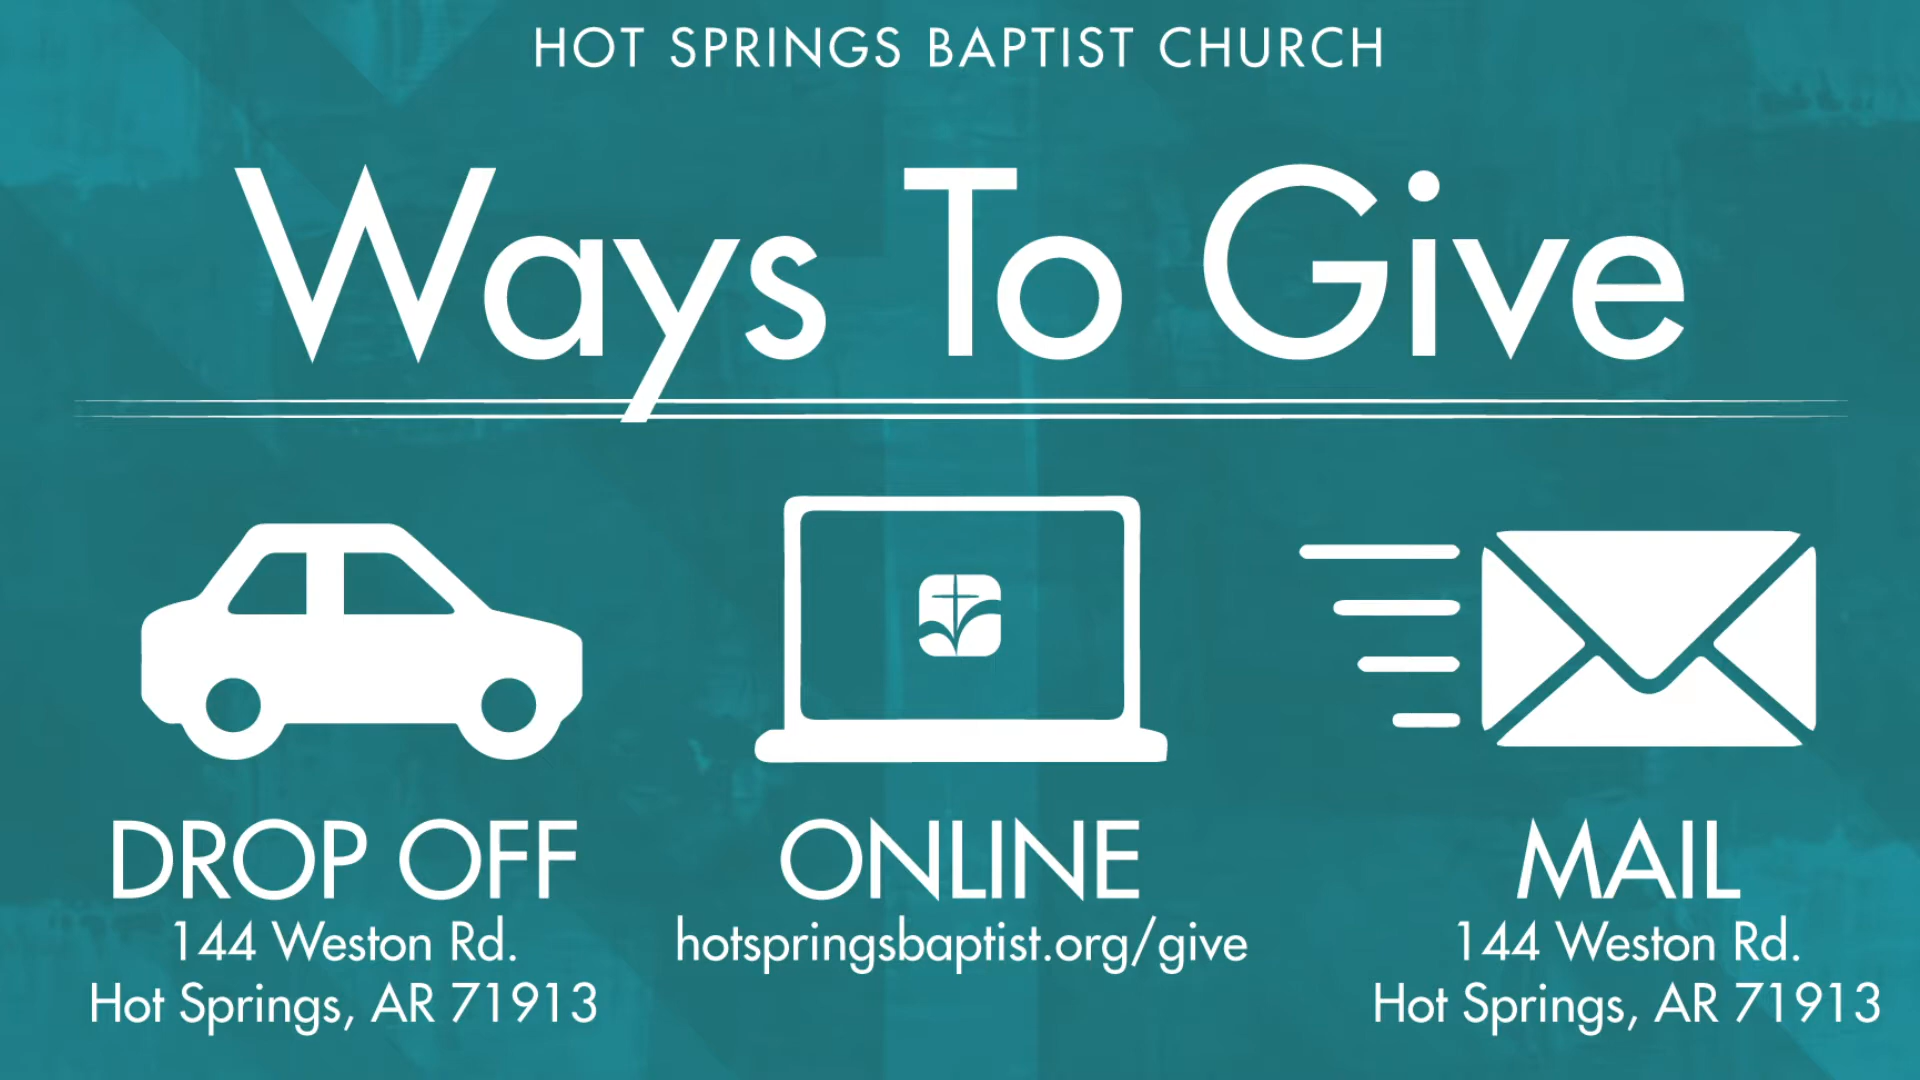 HOT SPRINGS BAPTIST CHURCH
Ways To Give
DROP OFF
144 Weston Rd.
Hot Springs, AR 71913
ONLINE
hotspringsbaptist.org/give
MAIL
144 Weston Rd.
Hot Springs, AR 71913